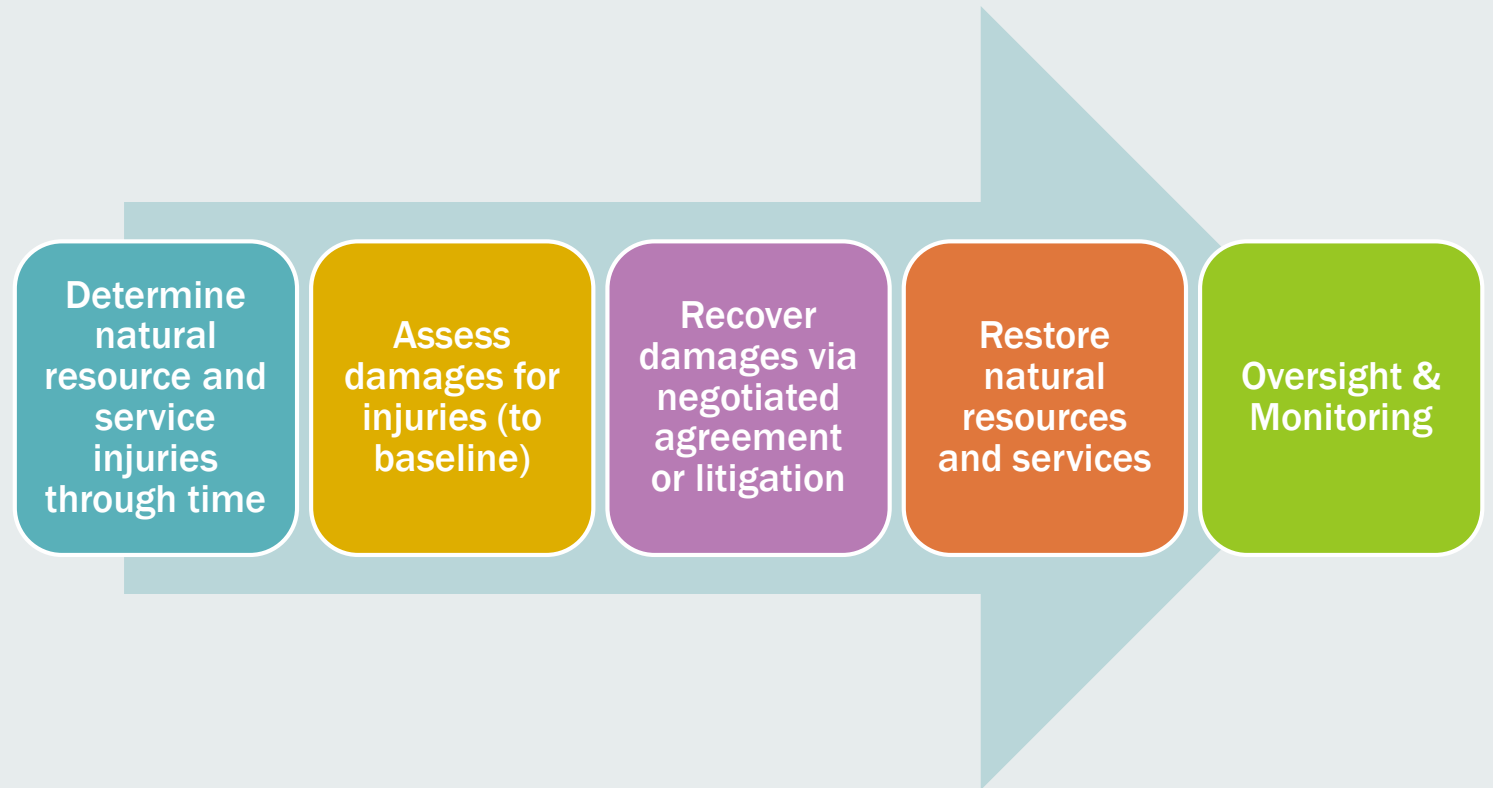 Determine
natural
resource and
service
injuries
through time
Assess
damages for
injuries (to
baseline)
Recover
damages via
negotiated
agreement
or litigation
Restore
natural
resources
and services
Oversight &
Monitoring